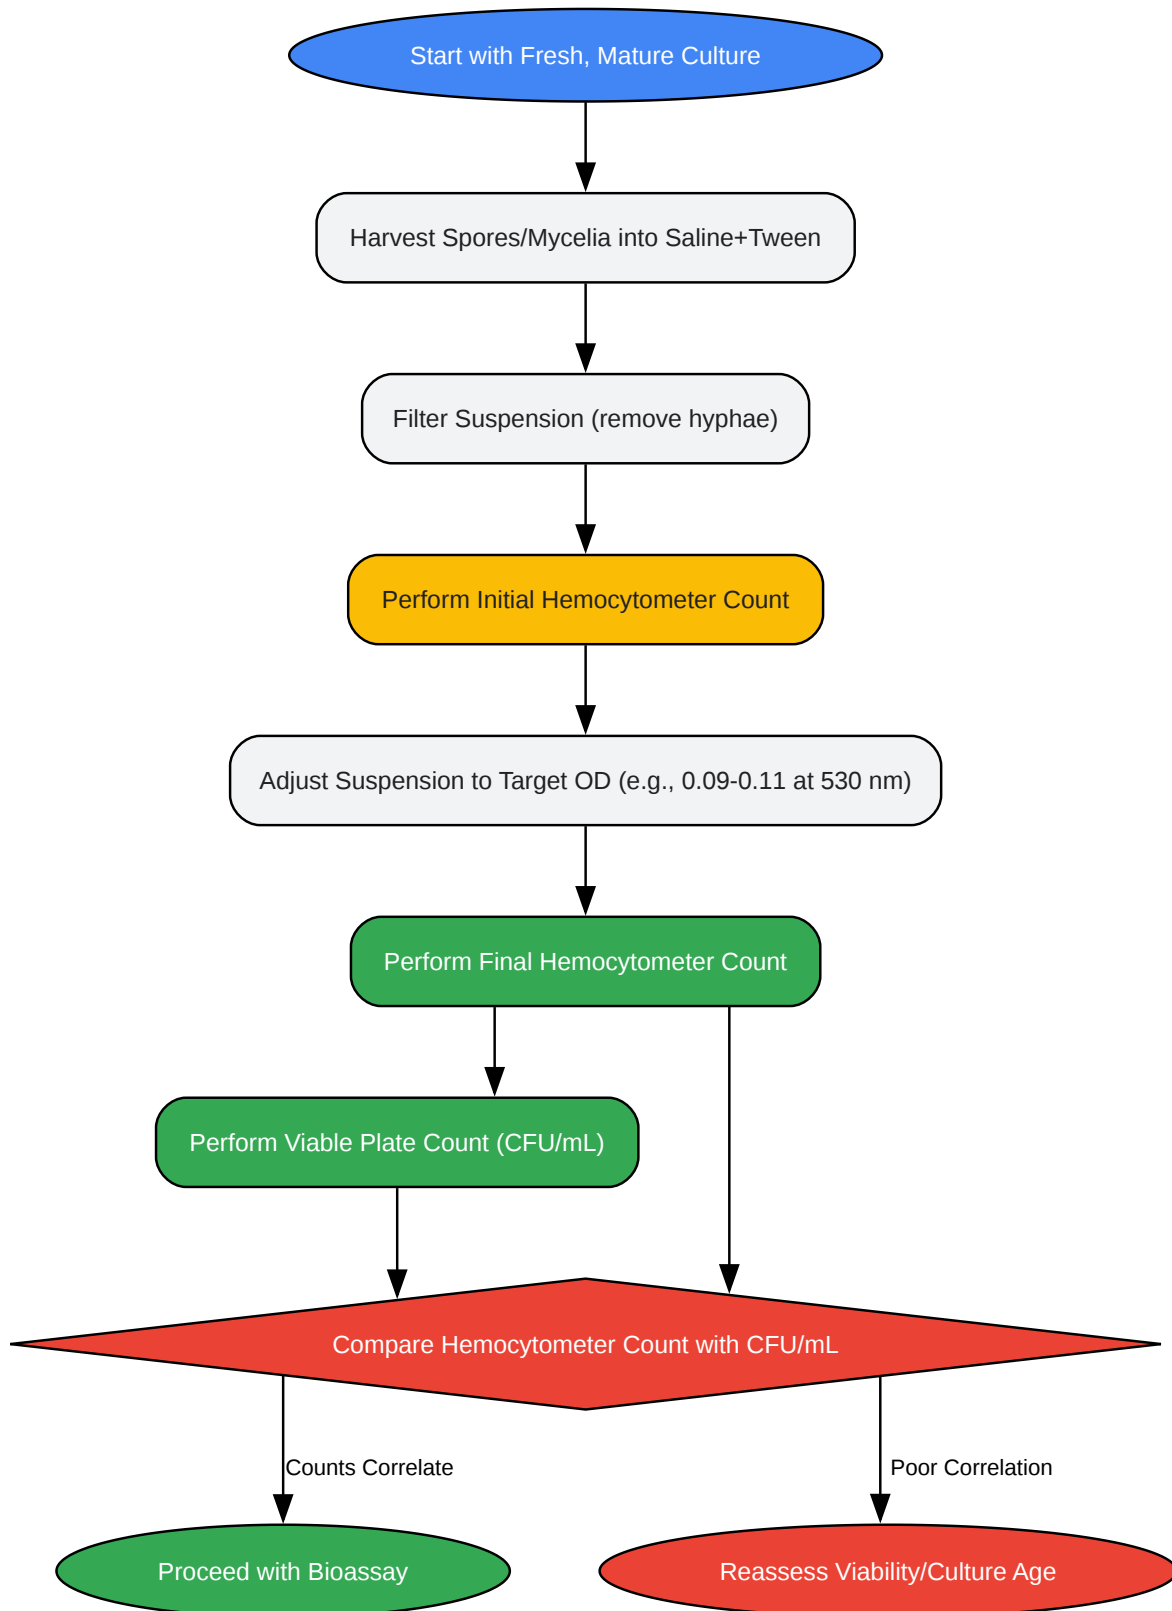 Start with Fresh, Mature Culture
Harvest Spores/Mycelia into Saline+Tween
Filter Suspension (remove hyphae)
Perform Initial Hemocytometer Count
Adjust Suspension to Target OD (e.g., 0.09-0.11 at 530 nm)
Perform Final Hemocytometer Count
Perform Viable Plate Count (CFU/mL)
Compare Hemocytometer Count with CFU/mL
Counts Correlate
Poor Correlation
Proceed with Bioassay
Reassess Viability/Culture Age